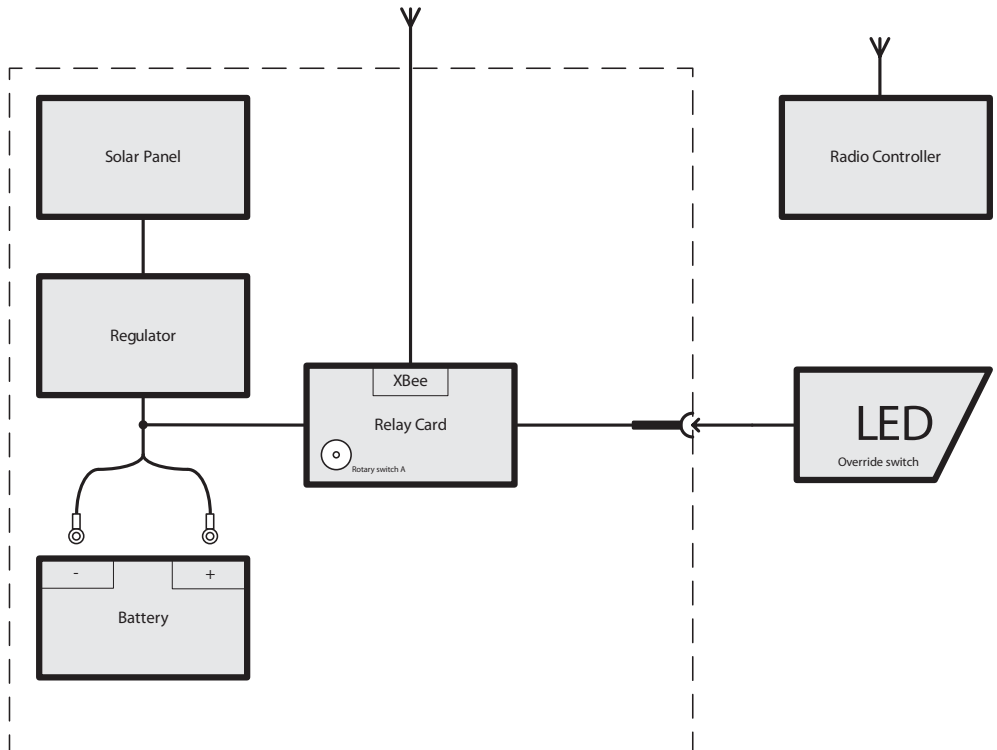 Solar Panel
Radio Controller
Regulator
XBee
Relay Card
Rotary switch A
LED
Override switch
-
+
Battery